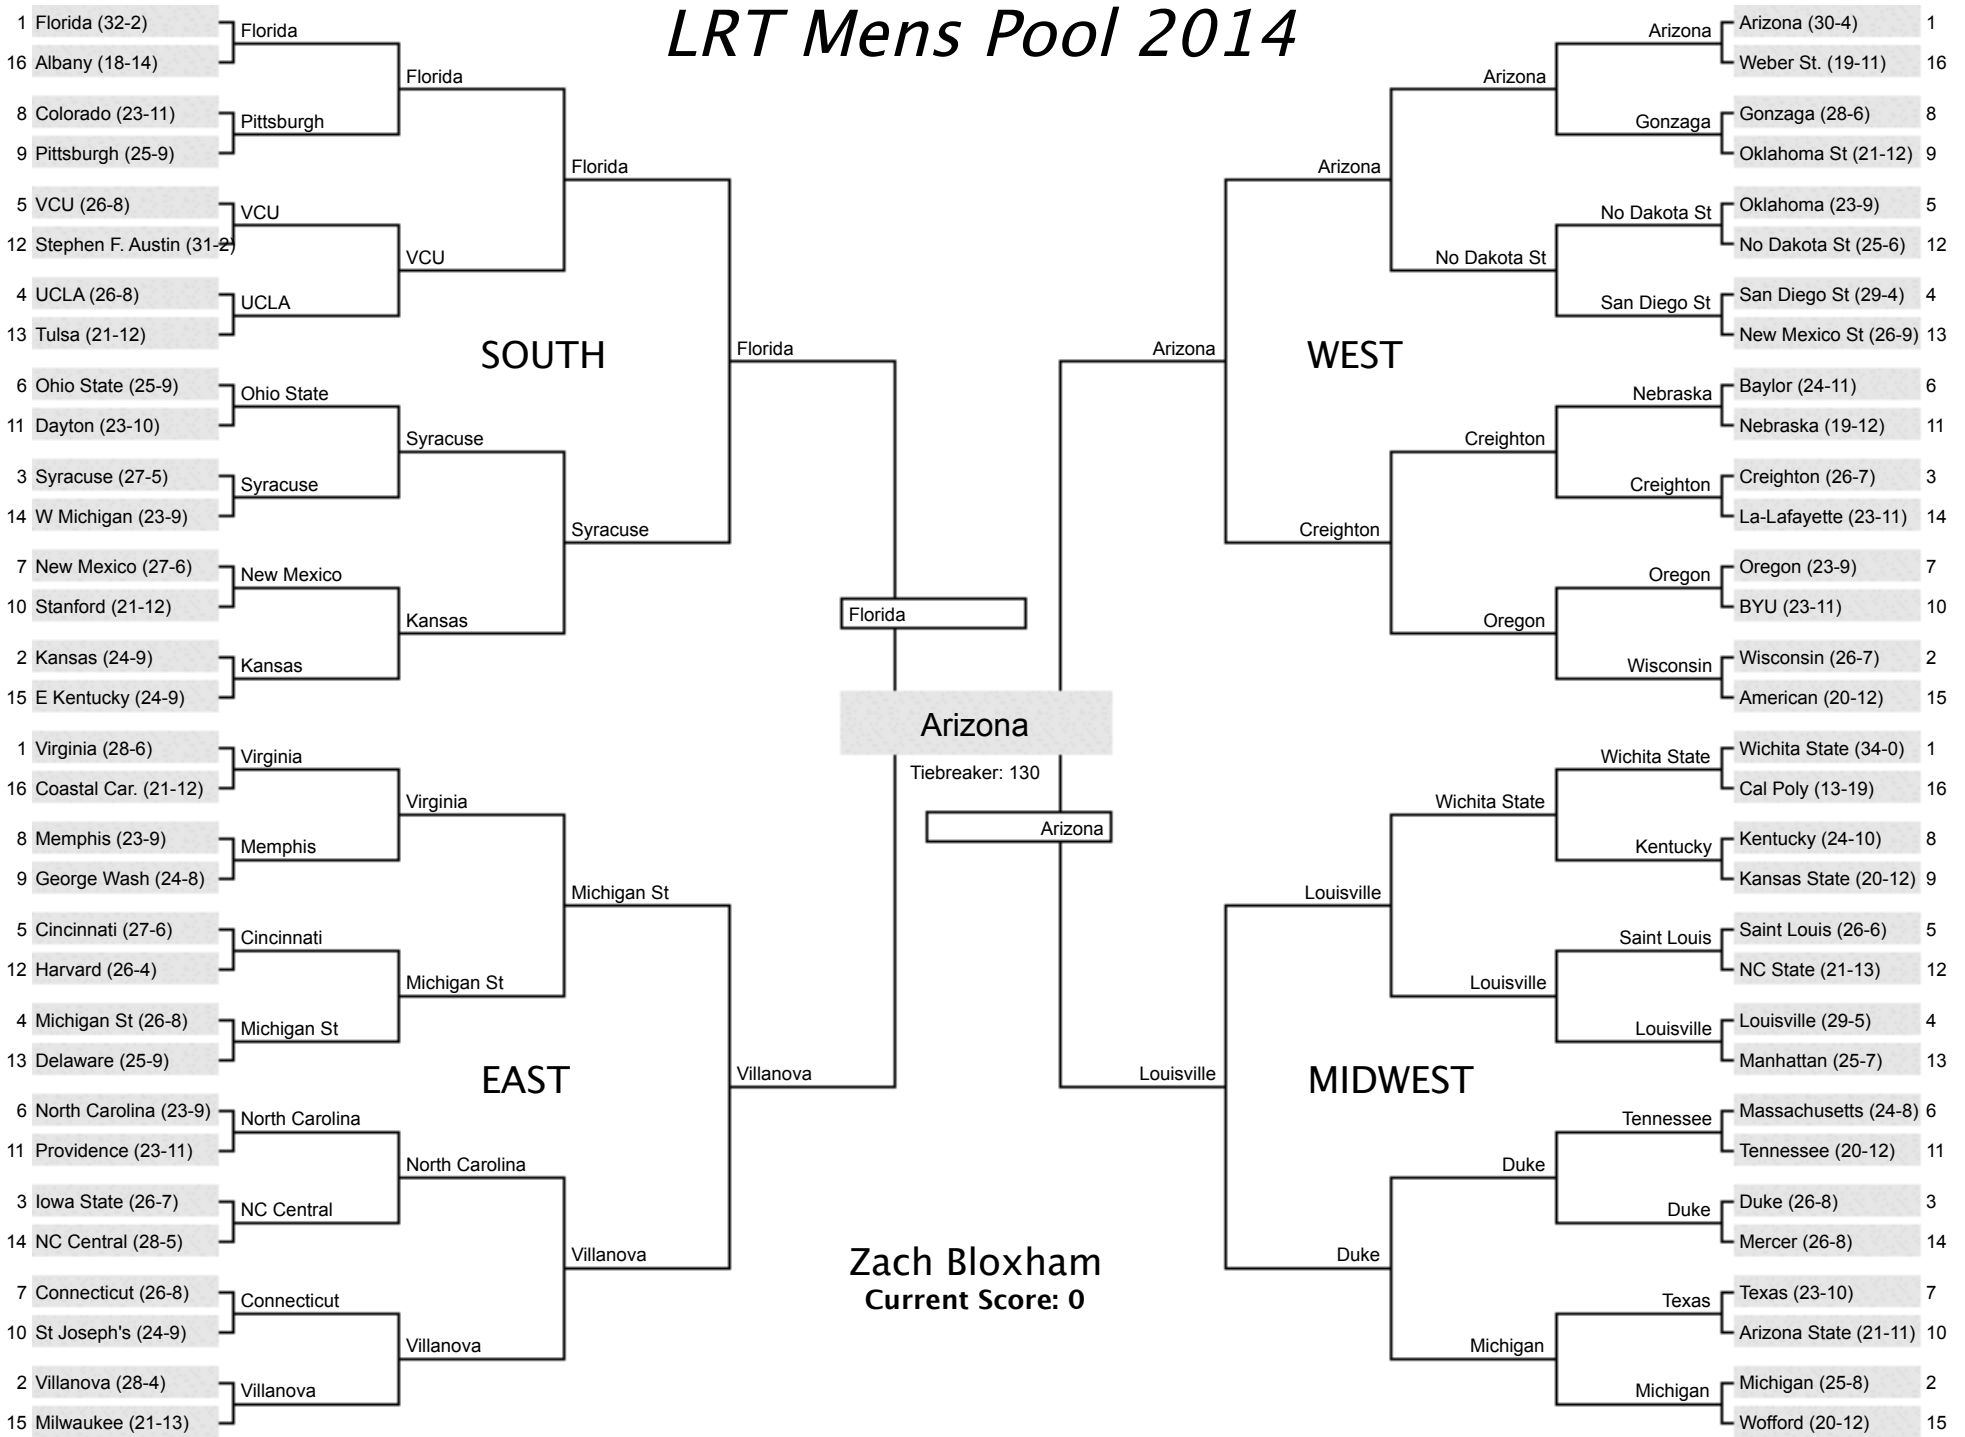 LRT Mens Pool 2014
1 Florida (32-2)
Florida
16 Albany (18-14)
Florida
8 Colorado (23-11)
Pittsburgh
9 Pittsburgh (25-9)
Florida
5 VCU (26-8)
VCU
12 Stephen F. Austin (31-2)
VCU
4 UCLA (26-8)
UCLA
13 Tulsa (21-12)
SOUTH
Florida
6 Ohio State (25-9)
Ohio State
11 Dayton (23-10)
Syracuse
3 Syracuse (27-5)
Syracuse
14 W Michigan (23-9)
Syracuse
7 New Mexico (27-6)
New Mexico
10 Stanford (21-12)
Kansas
2 Kansas (24-9)
Kansas
15 E Kentucky (24-9)
1 Virginia (28-6)
Virginia
16 Coastal Car. (21-12)
Virginia
8 Memphis (23-9)
Memphis
9 George Wash (24-8)
Michigan St
5 Cincinnati (27-6)
Cincinnati
12 Harvard (26-4)
Michigan St
4 Michigan St (26-8)
Michigan St
13 Delaware (25-9)
EAST
Villanova
6 North Carolina (23-9)
North Carolina
11 Providence (23-11)
North Carolina
3 Iowa State (26-7)
NC Central
14 NC Central (28-5)
Villanova
7 Connecticut (26-8)
Connecticut
10 St Joseph's (24-9)
Villanova
2 Villanova (28-4)
Villanova
15 Milwaukee (21-13)
Florida
Arizona
Tiebreaker: 130
Arizona
Zach Bloxham
Current Score: 0
Arizona (30-4) 1
Arizona
Weber St. (19-11) 16
Arizona
Gonzaga (28-6) 8
Gonzaga
Oklahoma St (21-12) 9
Arizona
Oklahoma (23-9) 5
No Dakota St
No Dakota St (25-6) 12
No Dakota St
San Diego St (29-4) 4
San Diego St
New Mexico St (26-9) 13
WEST
Arizona
Baylor (24-11) 6
Nebraska
Nebraska (19-12) 11
Creighton
Creighton (26-7) 3
Creighton
La-Lafayette (23-11) 14
Creighton
Oregon (23-9) 7
Oregon
BYU (23-11) 10
Oregon
Wisconsin (26-7) 2
Wisconsin
American (20-12) 15
Wichita State (34-0) 1
Wichita State
Cal Poly (13-19) 16
Wichita State
Kentucky (24-10) 8
Kentucky
Kansas State (20-12) 9
Louisville
Saint Louis (26-6) 5
Saint Louis
NC State (21-13) 12
Louisville
Louisville (29-5) 4
Louisville
Manhattan (25-7) 13
MIDWEST
Louisville
Massachusetts (24-8) 6
Tennessee
Tennessee (20-12) 11
Duke
Duke (26-8) 3
Duke
Mercer (26-8) 14
Duke
Texas (23-10) 7
Texas
Arizona State (21-11) 10
Michigan
Michigan (25-8) 2
Michigan
Wofford (20-12) 15